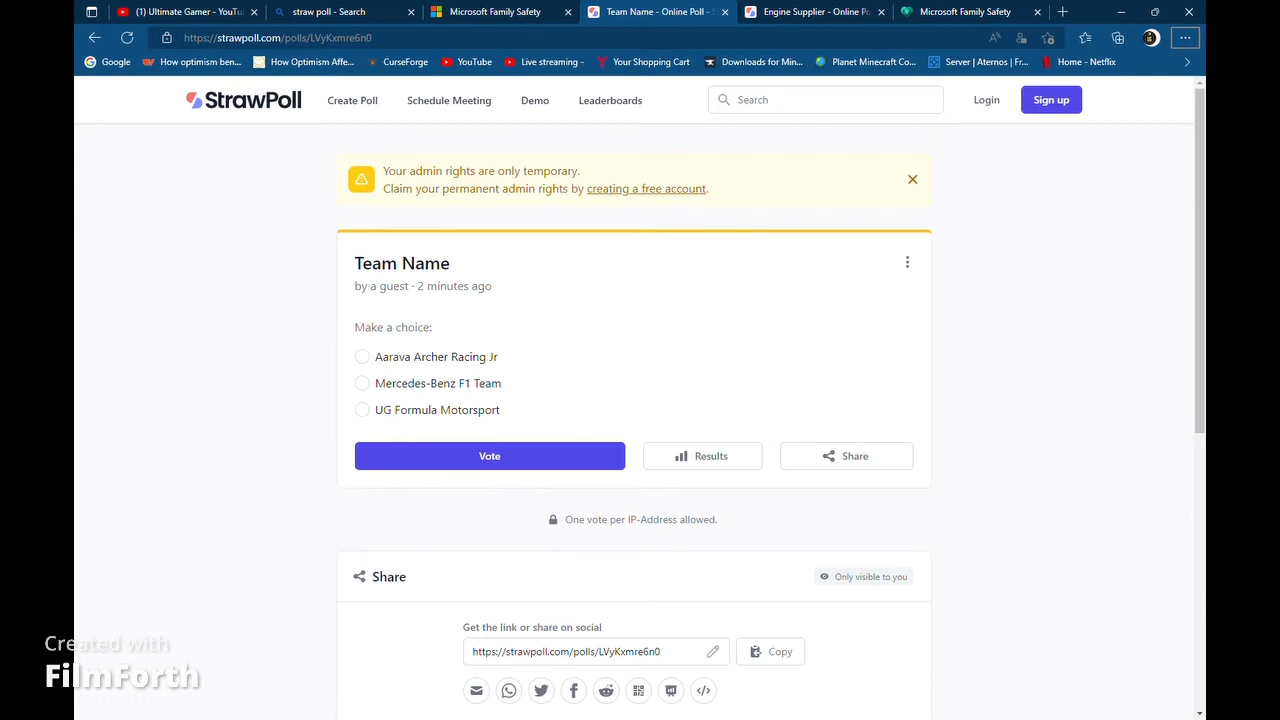 (1) Ultimate Gamer - YouTu
straw poll - Search
Microsoft Family Safety
Team Name - Online Poll - S
Engine Supplier - Online Po
Microsoft Family Safety
https://strawpoll.com/polls/LVyKxmre6n0
Google
How optimism ben...
How Optimism Affe...
CurseForge
YouTube
Live streaming -
Your Shopping Cart
Downloads for Min...
Planet Minecraft Co...
Server | Aternos | Fr...
Home - Netflix
StrawPoll
Create Poll
Schedule Meeting
Demo
Leaderboards
Search
Login
Sign up
Your admin rights are only temporary.
Claim your permanent admin rights by creating a free account.
Team Name
by a guest · 2 minutes ago
Make a choice:
Aarava Archer Racing Jr
Mercedes-Benz F1 Team
UG Formula Motorsport
Vote
Results
Share
One vote per IP-Address allowed.
Share
Only visible to you
Get the link or share on social
https://strawpoll.com/polls/LVyKxmre6n0
Copy
Created with
FilmForth